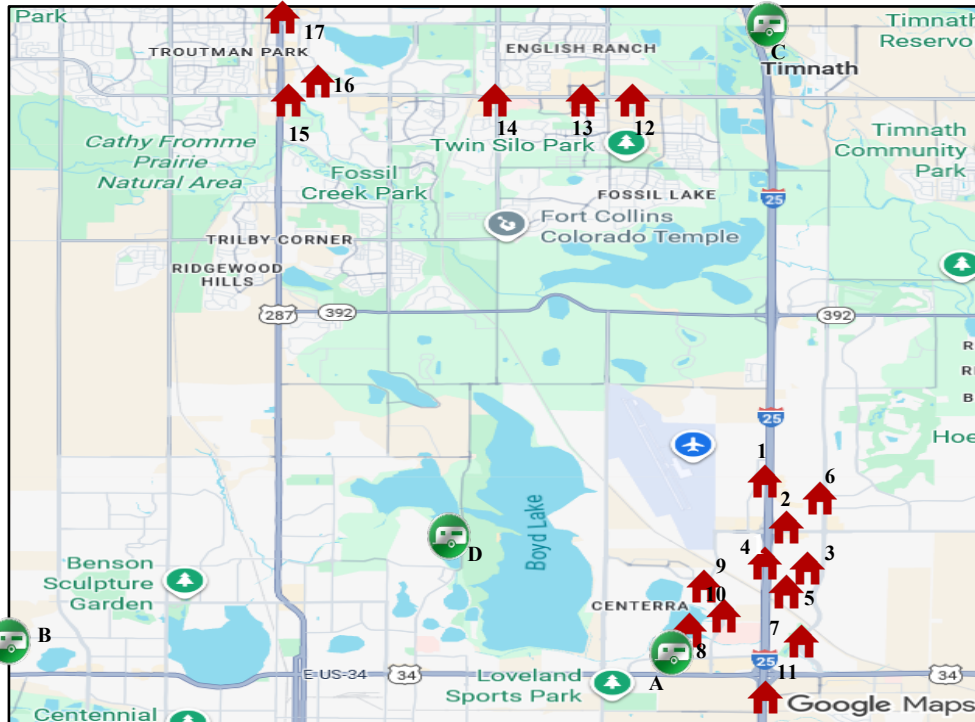 Park
17
C
Timnath
Reservo
TROUTMAN PARK
ENGLISH RANCH
Timnath
16
15
14
13
12
Cathy Fromme
Prairie
Natural Area
Twin Silo Park
Timnath
Community
Park
Fossil
Creek Park
FOSSIL LAKE
25
Fort Collins
Colorado Temple
TRILBY CORNER
RIDGEWOOD
HILLS
287
392
392
R
RI
B
25
Hoe
1
6
2
D
Boyd Lake
4
3
9
5
Benson
Sculpture
Garden
10
CENTERRA
B
7
8
A
25
11
E US-34
34
34
Loveland
Sports Park
Google Maps
Centennial